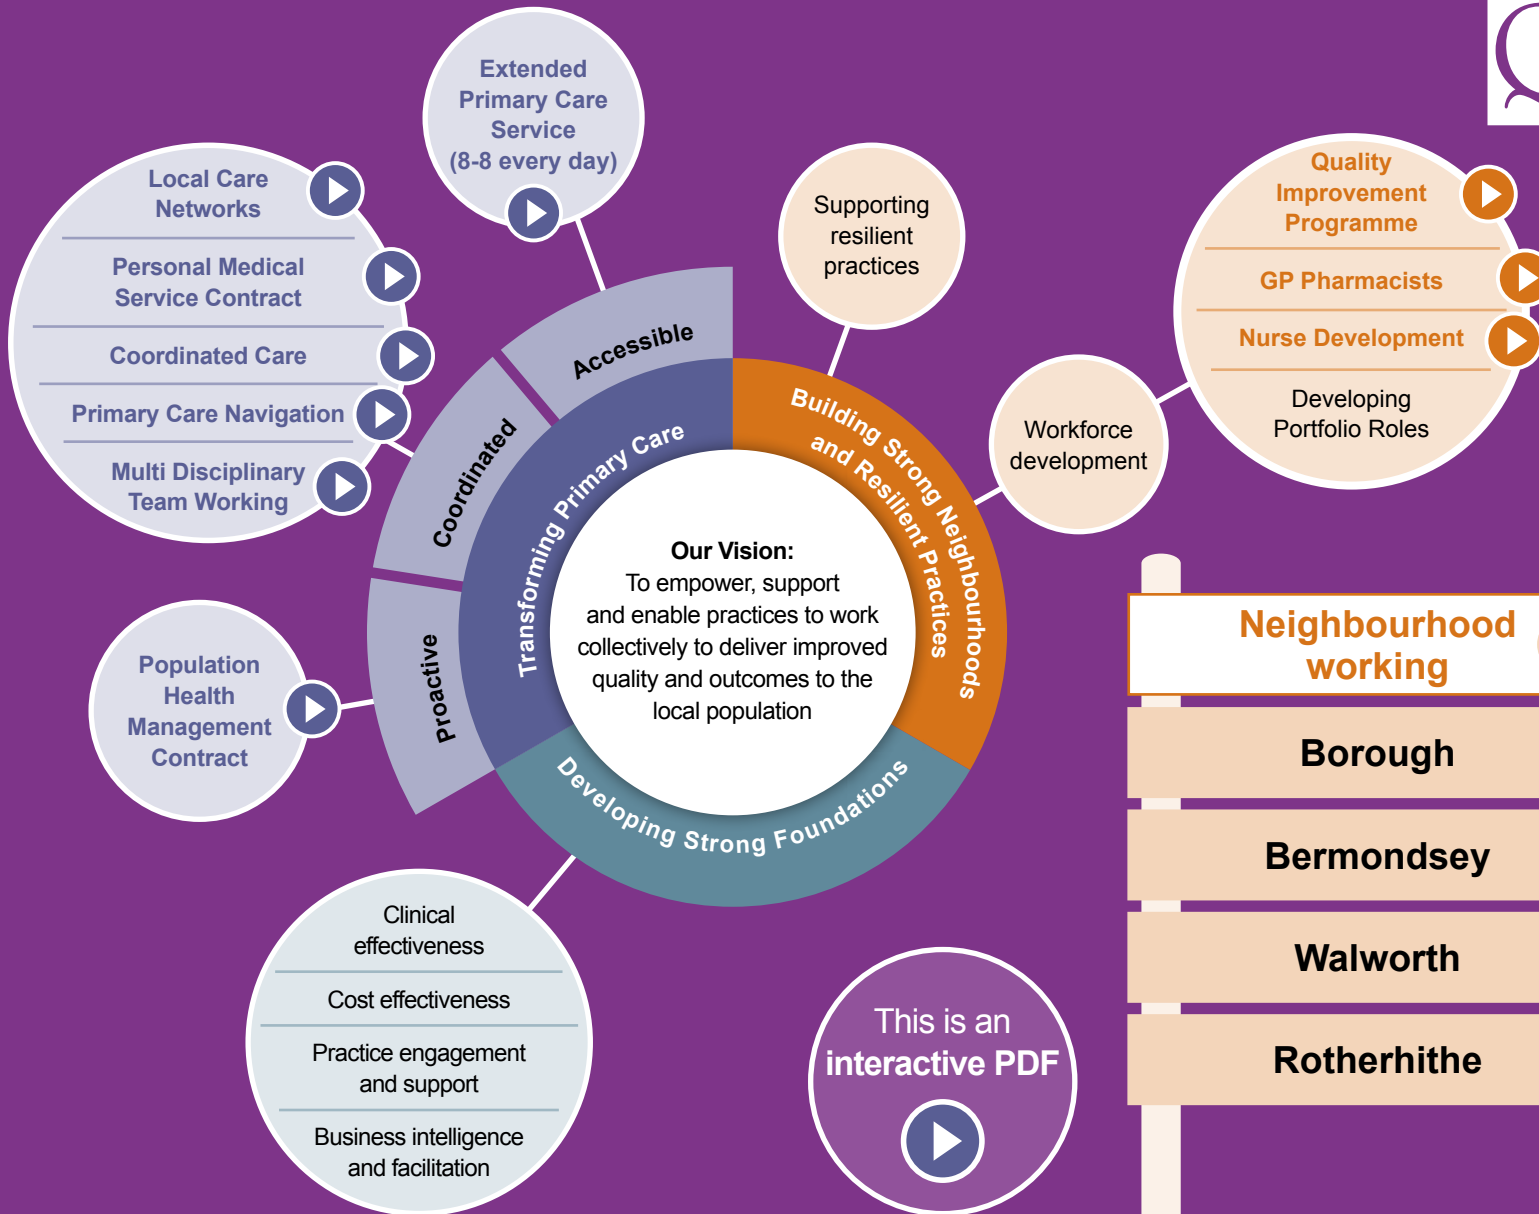 Extended
Primary Care
Service
(8-8 every day)
Local Care
Networks
Personal Medical
Service Contract
Coordinated Care
Primary Care Navigation
Multi Disciplinary
Team Working
Population
Health
Management
Contract
Accessible
Coordinated
Proactive
Transforming Primary Care
Building Strong Neighbourhoods
and Resilient Practices
Developing Strong Foundations
Our Vision:
To empower, support
and enable practices to work
collectively to deliver improved
quality and outcomes to the
local population
Supporting
resilient
practices
Workforce
development
Quality
Improvement
Programme
GP Pharmacists
Nurse Development
Developing
Portfolio Roles
Neighbourhood
working
Borough
Bermondsey
Walworth
Rotherhithe
Clinical
effectiveness
Cost effectiveness
Practice engagement
and support
Business intelligence
and facilitation
This is an
interactive PDF